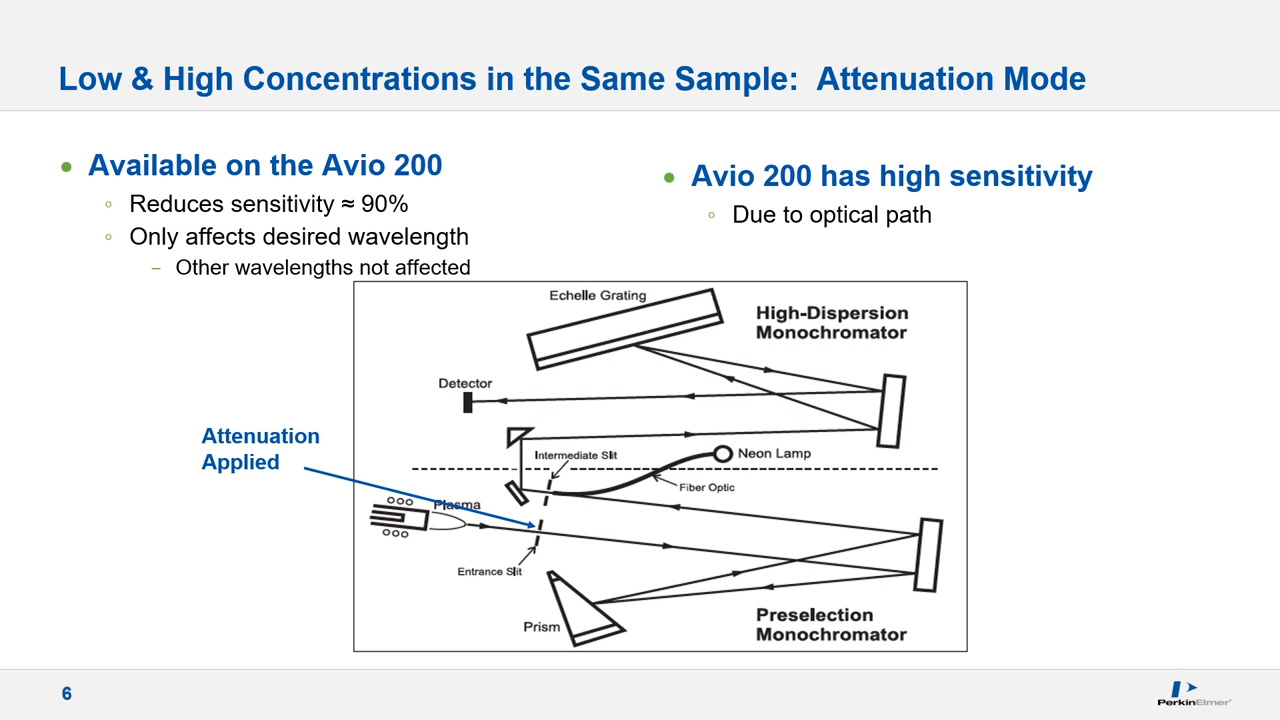 Low & High Concentrations in the Same Sample: Attenuation Mode
• Available on the Avio 200
◦ Reduces sensitivity ≈ 90%
◦ Only affects desired wavelength
– Other wavelengths not affected
• Avio 200 has high sensitivity
◦ Due to optical path
Echelle Grating
High-Dispersion
Monochromator
Detector
Attenuation
Applied
Intermediate Slit
Neon Lamp
Fiber Optic
Plasma
Entrance Slit
Prism
Preselection
Monochromator
6
PerkinElmer